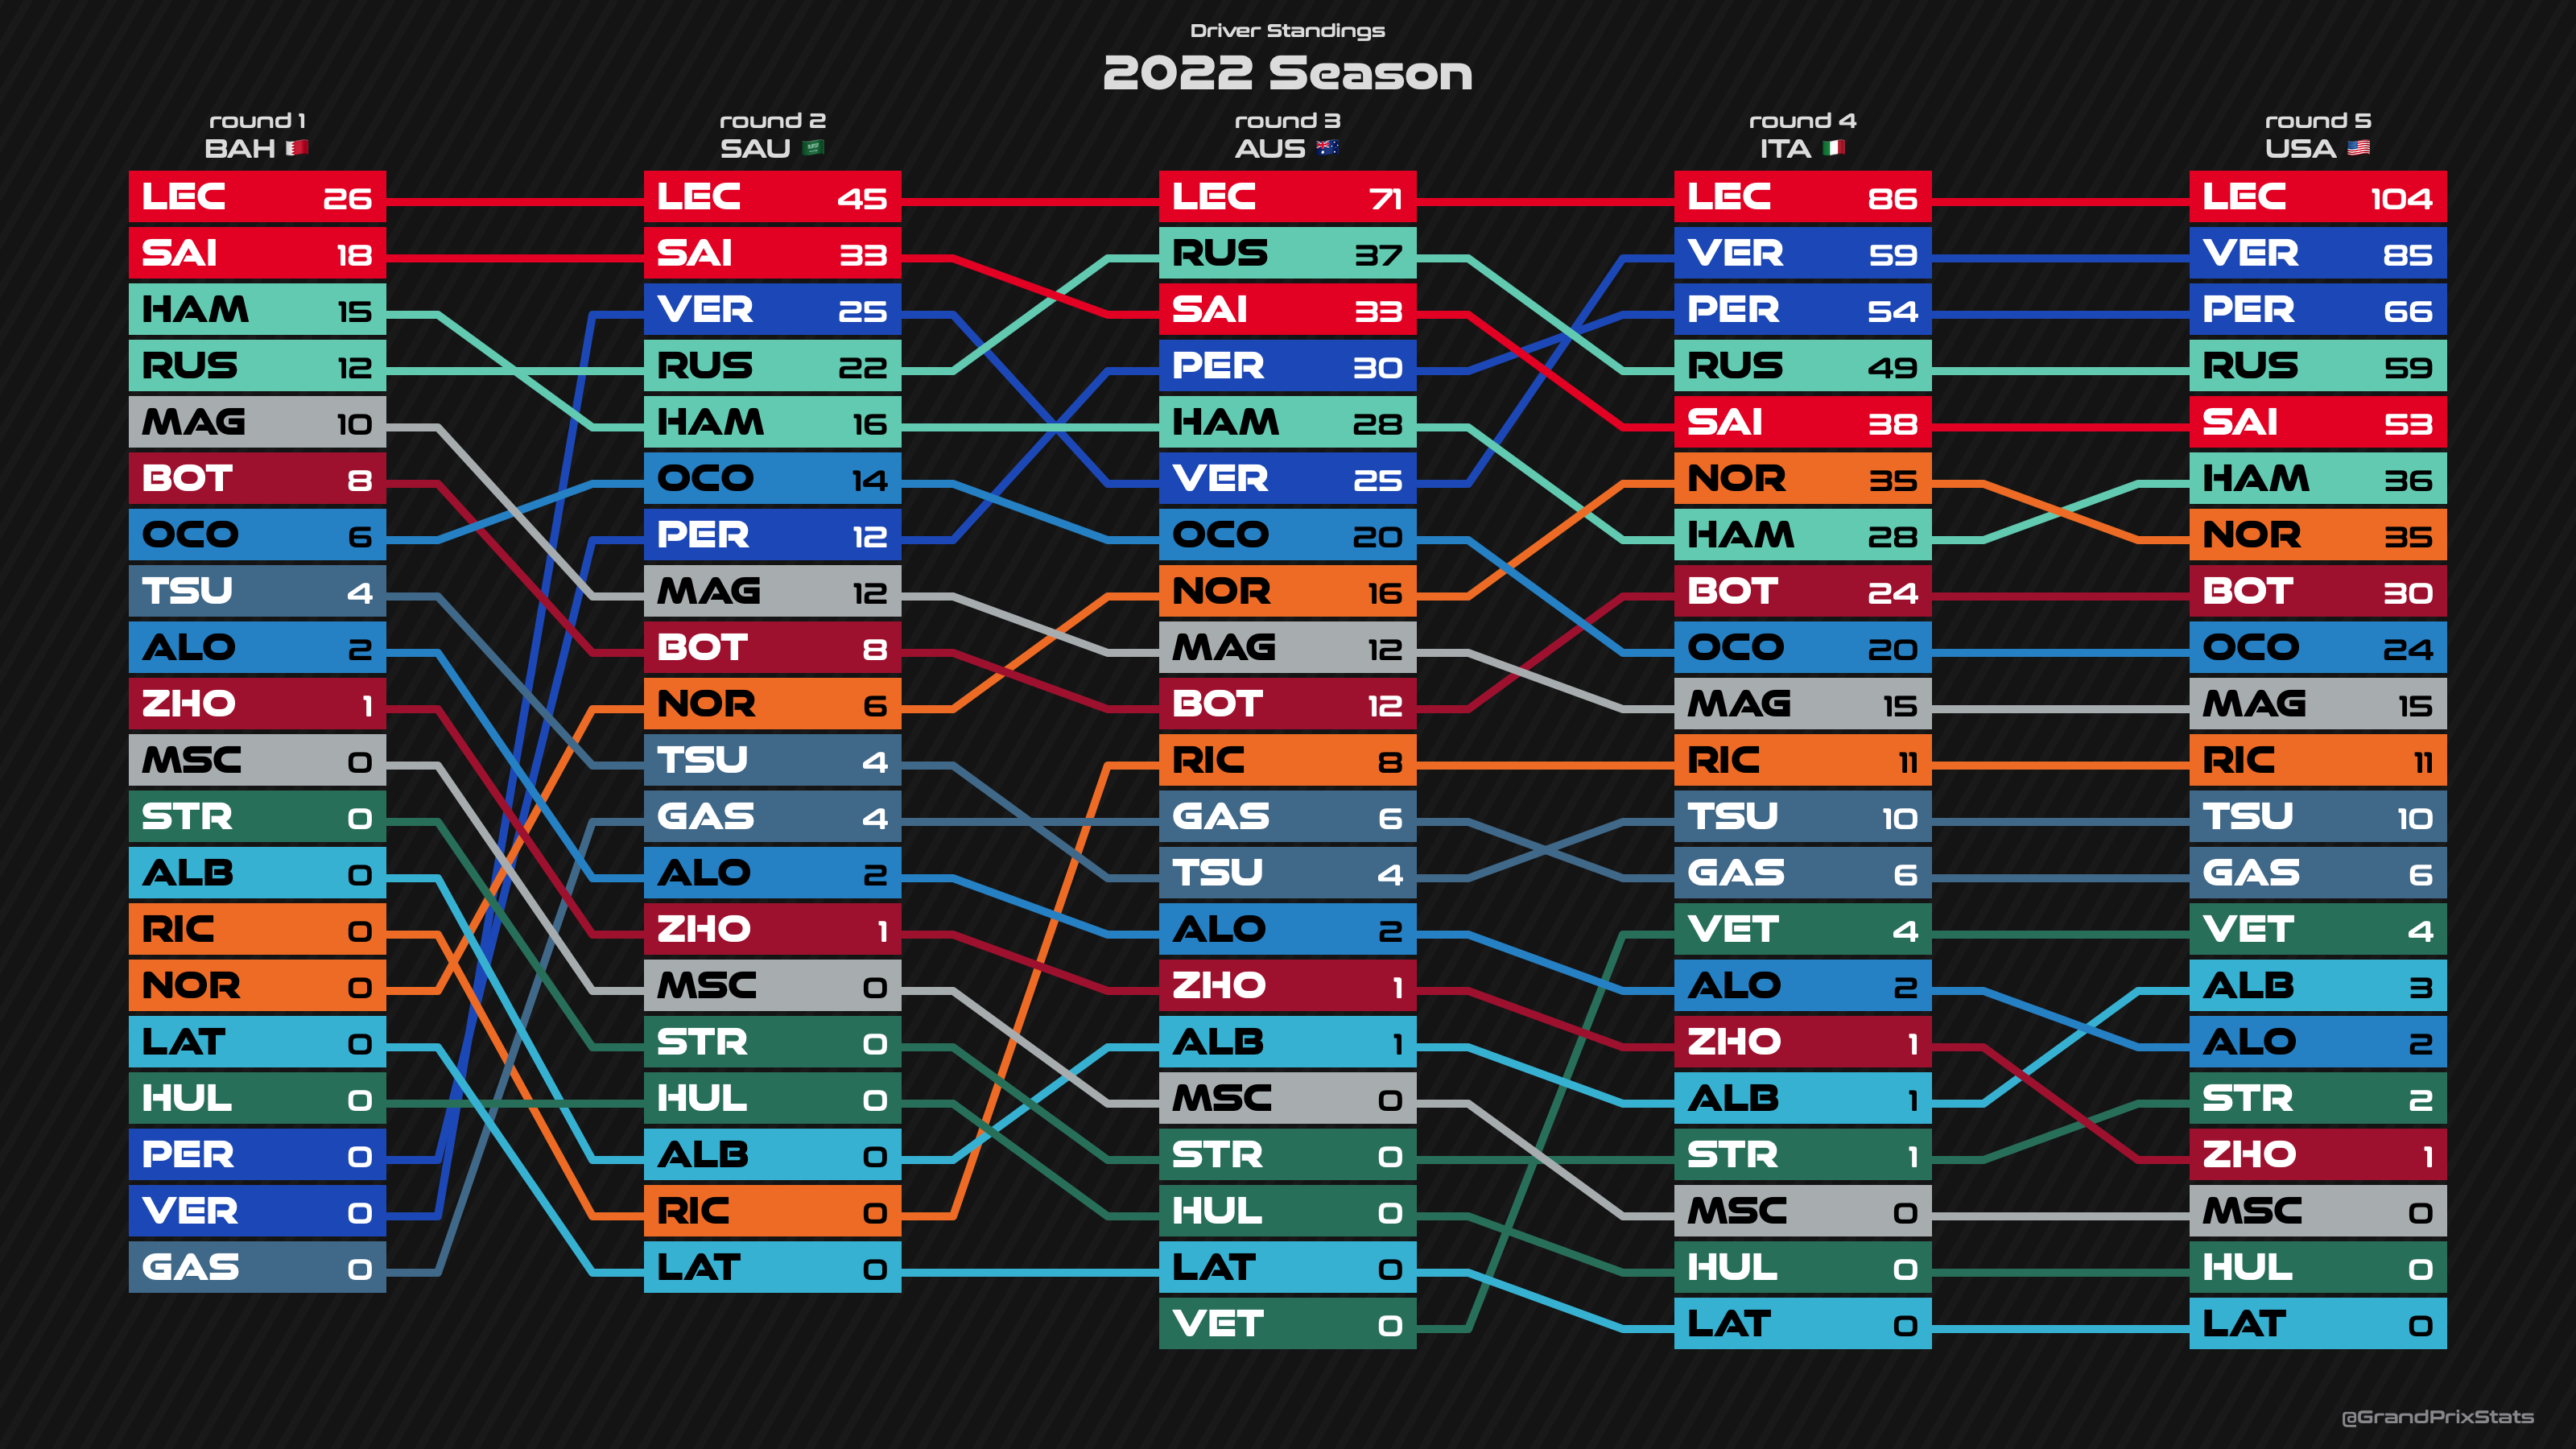 Driver Standings
2022 Season
round 1
BAH
LEC 26
SAI 18
HAM 15
RUS 12
MAG 10
BOT 8
OCO 6
TSU 4
ALO 2
ZHO 1
MSC 0
STR 0
ALB 0
RIC 0
NOR 0
LAT 0
HUL 0
PER 0
VER 0
GAS 0
round 2
SAU
LEC 45
SAI 33
VER 25
RUS 22
HAM 16
OCO 14
PER 12
MAG 12
BOT 8
NOR 6
TSU 4
GAS 4
ALO 2
ZHO 1
MSC 0
STR 0
HUL 0
ALB 0
RIC 0
LAT 0
round 3
AUS
LEC 71
RUS 37
SAI 33
PER 30
HAM 28
VER 25
OCO 20
NOR 16
MAG 12
BOT 12
RIC 8
GAS 6
TSU 4
ALO 2
ZHO 1
ALB 1
MSC 0
STR 0
HUL 0
LAT 0
VET 0
round 4
ITA
LEC 86
VER 59
PER 54
RUS 49
SAI 38
NOR 35
HAM 28
BOT 24
OCO 20
MAG 15
RIC 11
TSU 10
GAS 6
VET 4
ALO 2
ZHO 1
ALB 1
STR 1
MSC 0
HUL 0
LAT 0
round 5
USA
LEC 104
VER 85
PER 66
RUS 59
SAI 53
HAM 36
NOR 35
BOT 30
OCO 24
MAG 15
RIC 11
TSU 10
GAS 6
VET 4
ALB 3
ALO 2
STR 2
ZHO 1
MSC 0
HUL 0
LAT 0
@GrandPrixStats